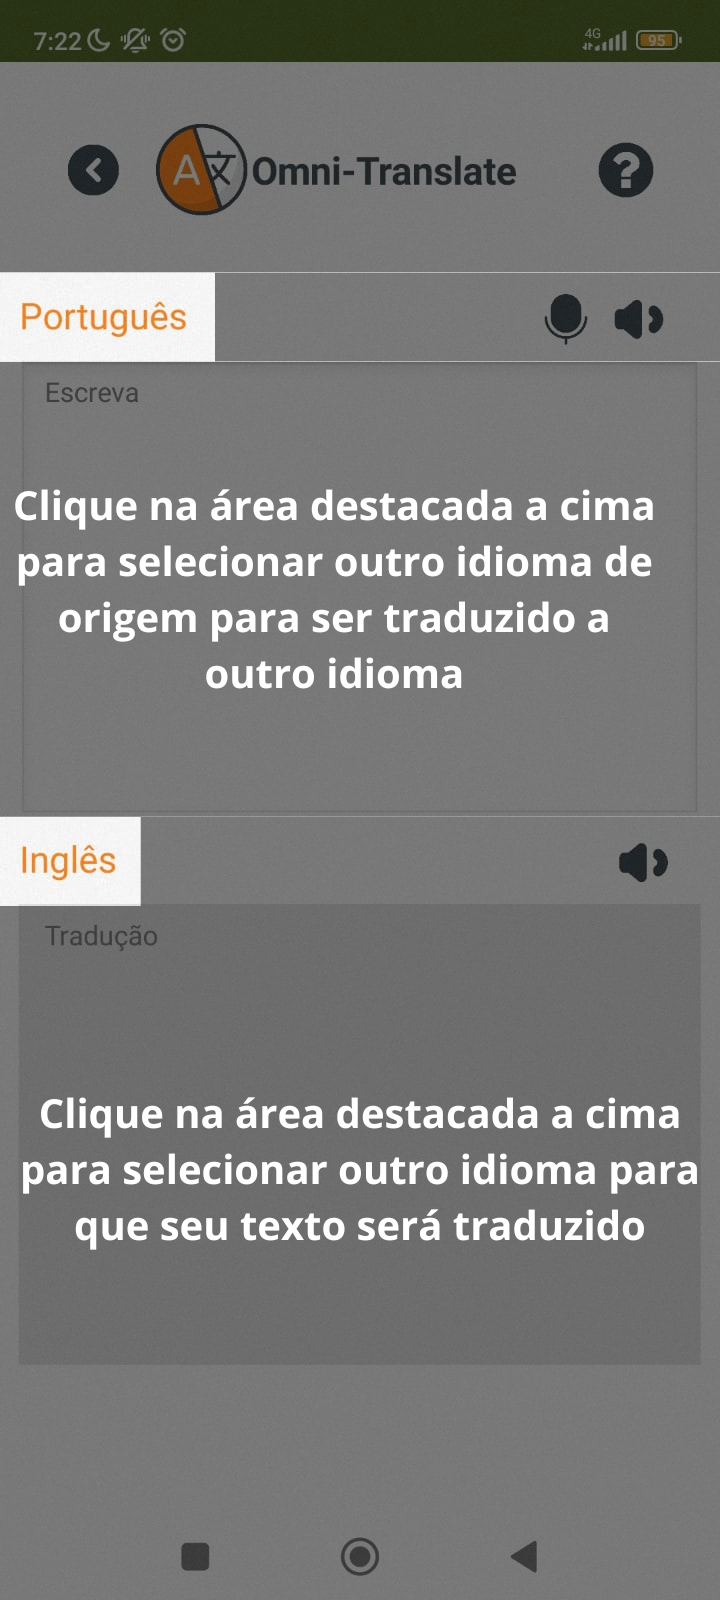 7:22
4G
95
A文 Omni-Translate
?
Português
Escreva
Clique na área destacada a cima
para selecionar outro idioma de
origem para ser traduzido a
outro idioma
Inglês
Tradução
Clique na área destacada a cima
para selecionar outro idioma para
que seu texto será traduzido